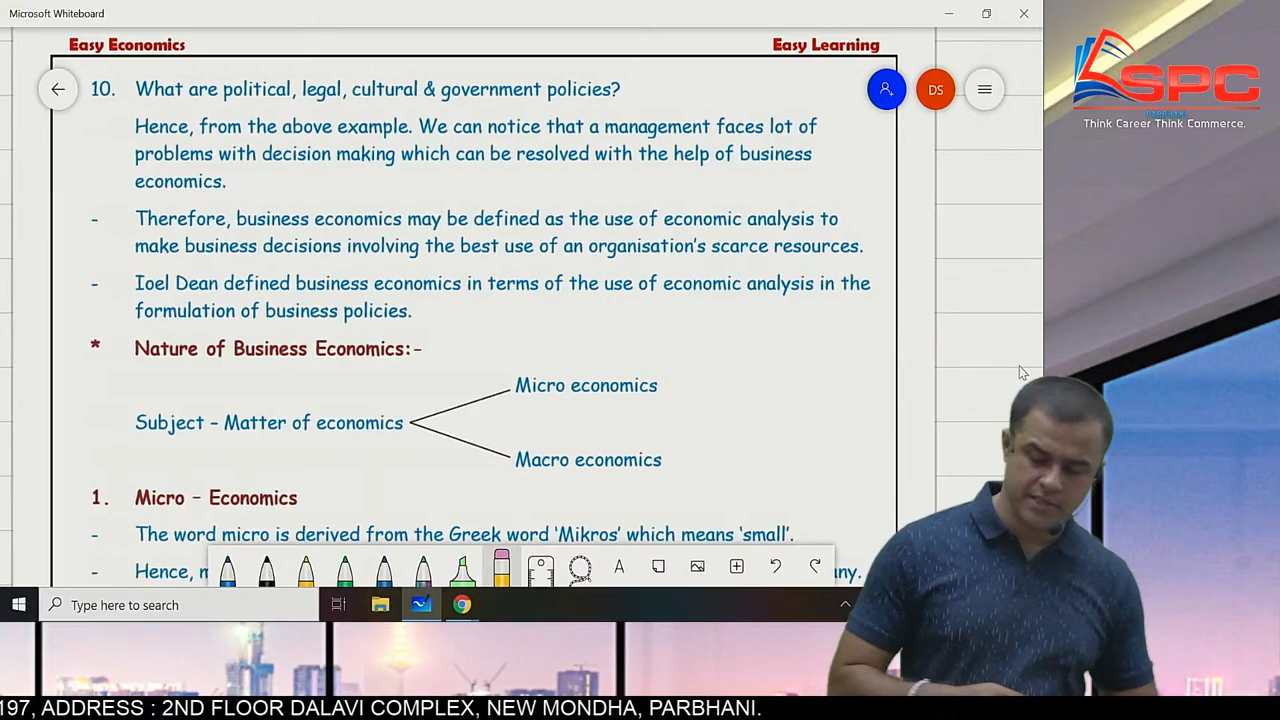 Microsoft Whiteboard
Easy Economics
Easy Learning
10. What are political, legal, cultural & government policies?
Hence, from the above example. We can notice that a management faces lot of
problems with decision making which can be resolved with the help of business
economics.
- Therefore, business economics may be defined as the use of economic analysis to
make business decisions involving the best use of an organisation's scarce resources.
- Ioel Dean defined business economics in terms of the use of economic analysis in the
formulation of business policies.
* Nature of Business Economics:-
Micro economics
Subject - Matter of economics
Macro economics
1. Micro - Economics
- The word micro is derived from the Greek word 'Mikros' which means 'small'.
- Hence, any.
DS
A
Type here to search
SPC
PARBHANI
Think Career Think Commerce.
197, ADDRESS : 2ND FLOOR DALAVI COMPLEX, NEW MONDHA, PARBHANI.